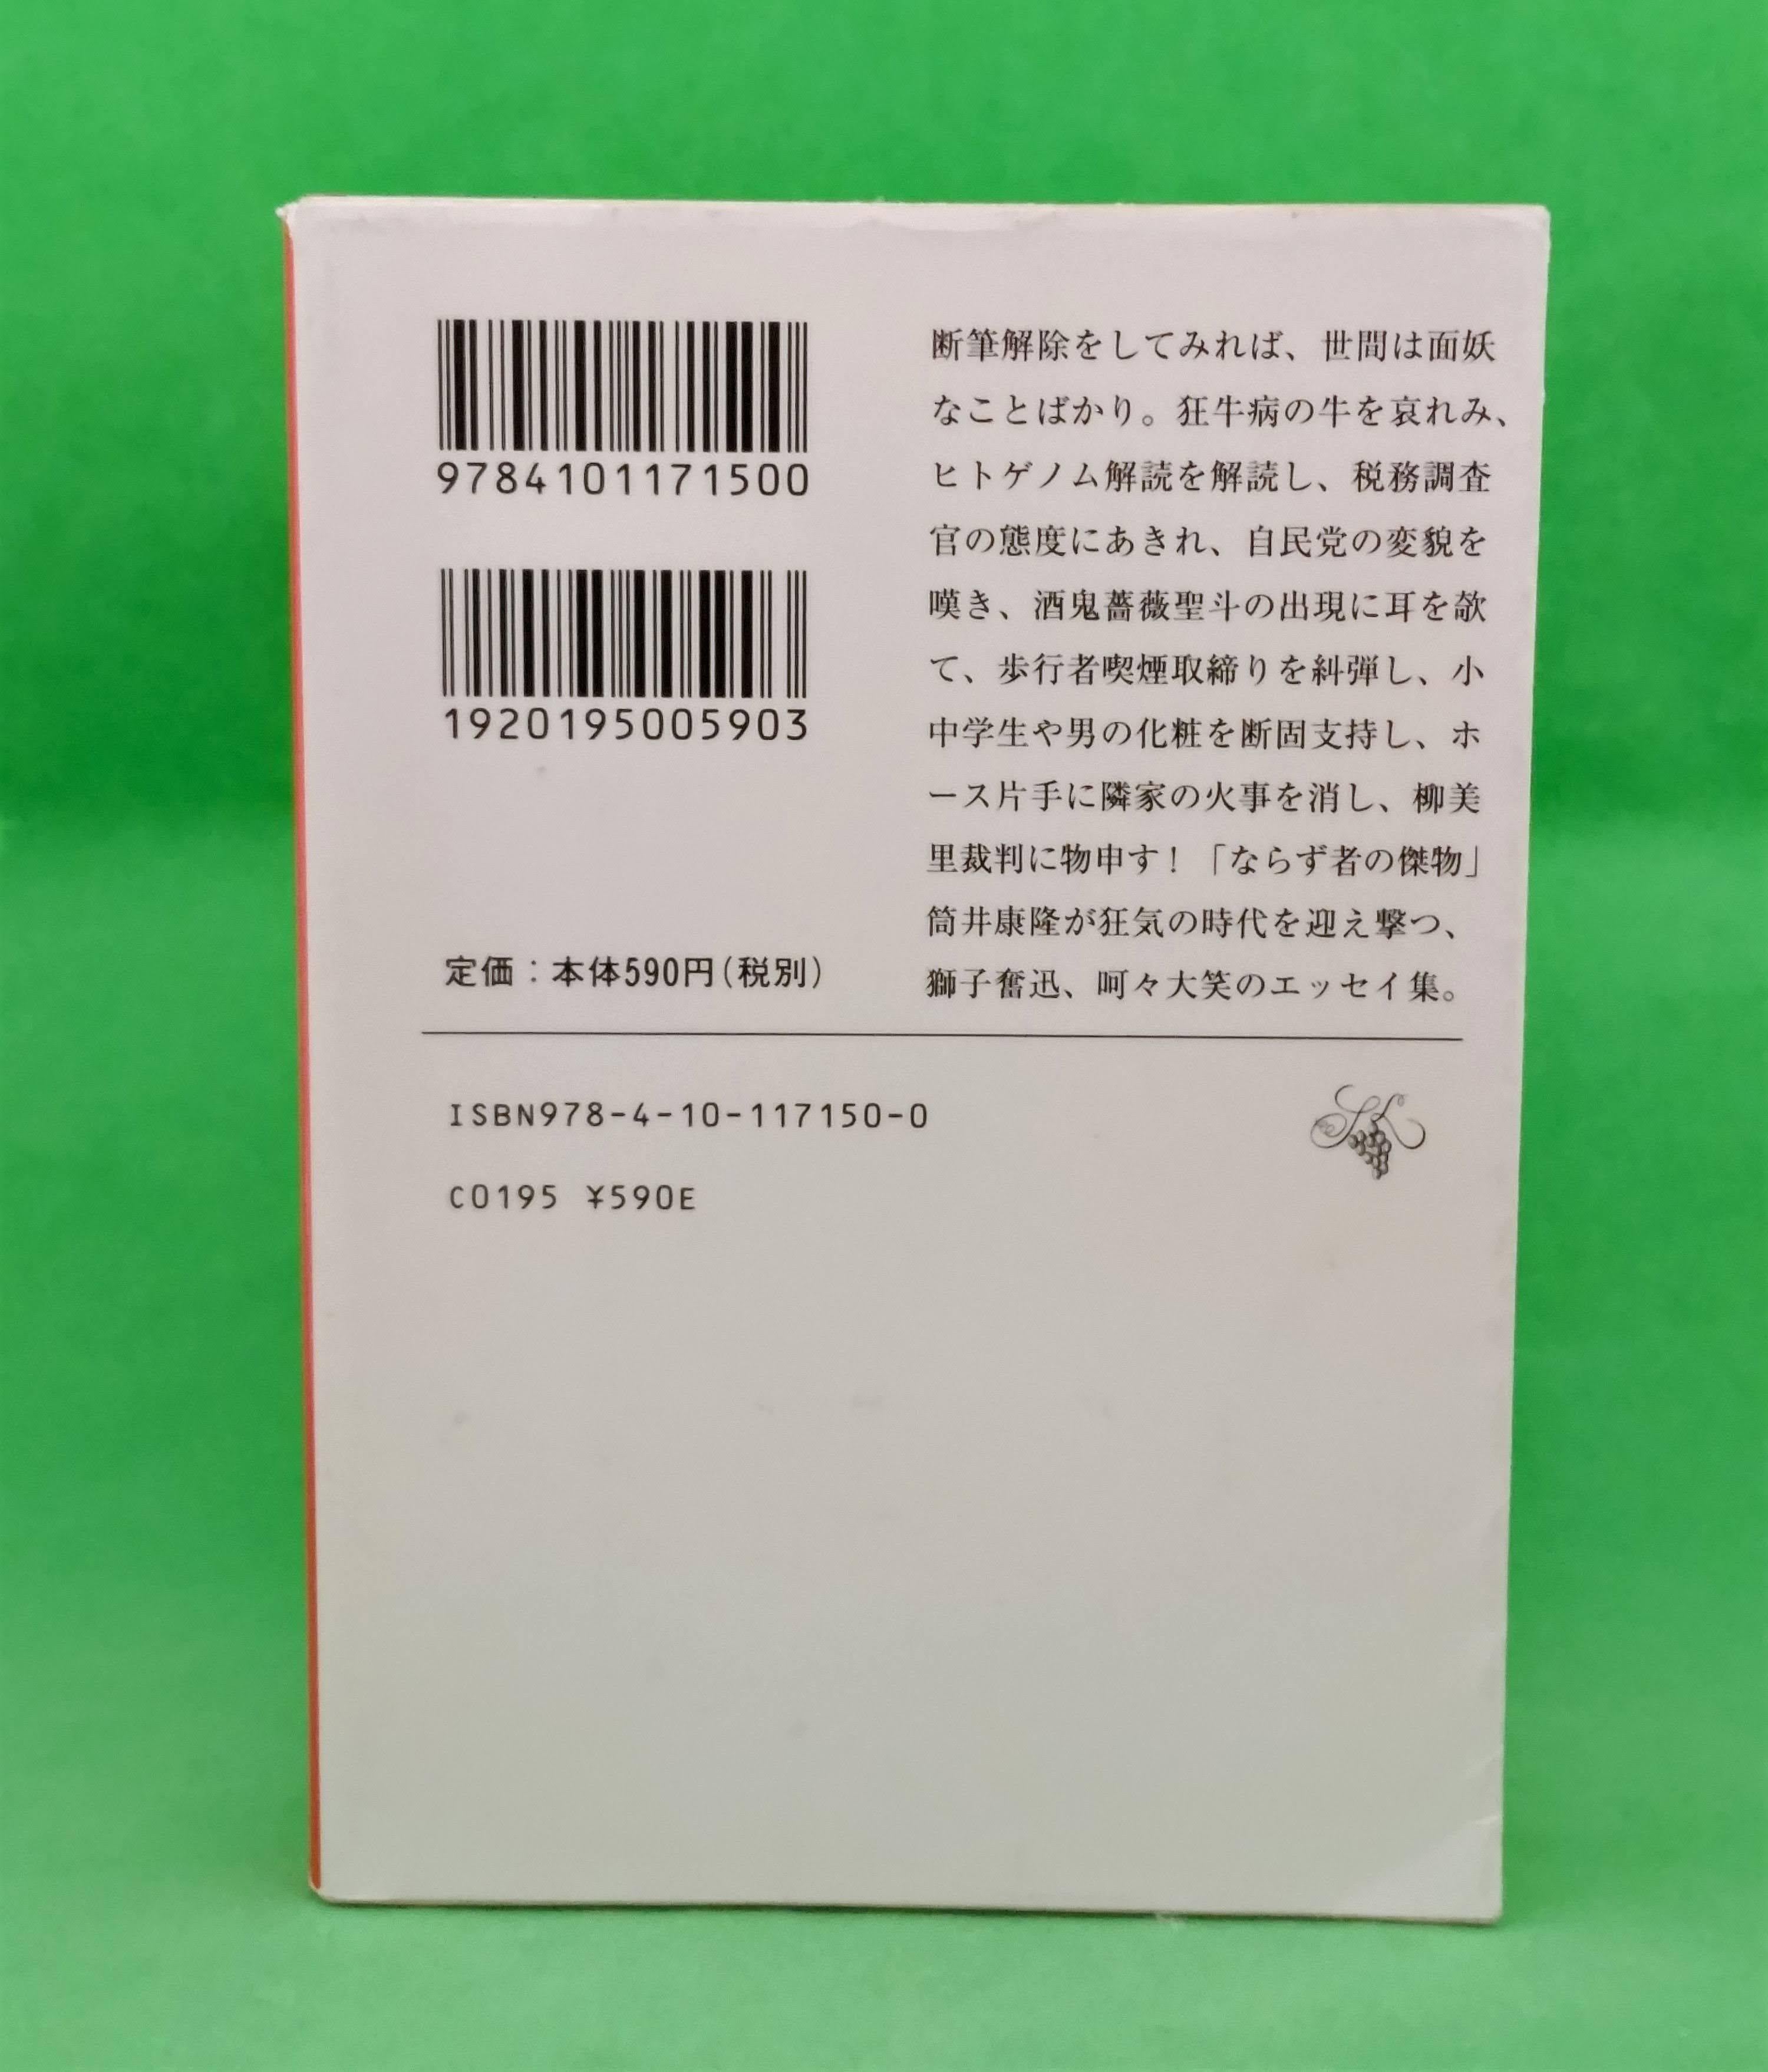 9784101171500
1920195005903
定価：本体590円(税別)
断筆解除をしてみれば、世間は面妖
なことばかり。狂牛病の牛を哀れみ、
ヒトゲノム解読を解読し、税務調査
官の態度にあきれ、自民党の変貌を
嘆き、酒鬼薔薇聖斗の出現に耳を欹
て、歩行者喫煙取締りを糾弾し、小
中学生や男の化粧を断固支持し、ホ
ース片手に隣家の火事を消し、柳美
里裁判に物申す！「ならず者の傑物」
筒井康隆が狂気の時代を迎え撃つ、
獅子奮迅、呵々大笑のエッセイ集。
ISBN978-4-10-117150-0
C0195 ¥590E